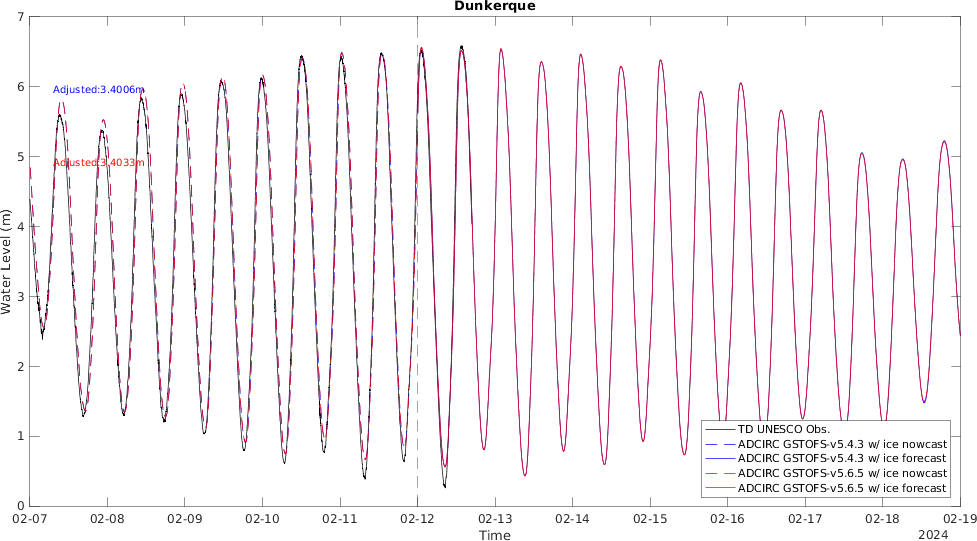 Dunkerque
Water Level (m)
7
6
5
4
3
2
1
0
Adjusted:3.4006m
Adjusted:3.4033m
TD UNESCO Obs.
ADCIRC GSTOFS-v5.4.3 w/ ice nowcast
ADCIRC GSTOFS-v5.4.3 w/ ice forecast
ADCIRC GSTOFS-v5.6.5 w/ ice nowcast
ADCIRC GSTOFS-v5.6.5 w/ ice forecast
02-07 02-08 02-09 02-10 02-11 02-12 02-13 02-14 02-15 02-16 02-17 02-18 02-19
Time
2024